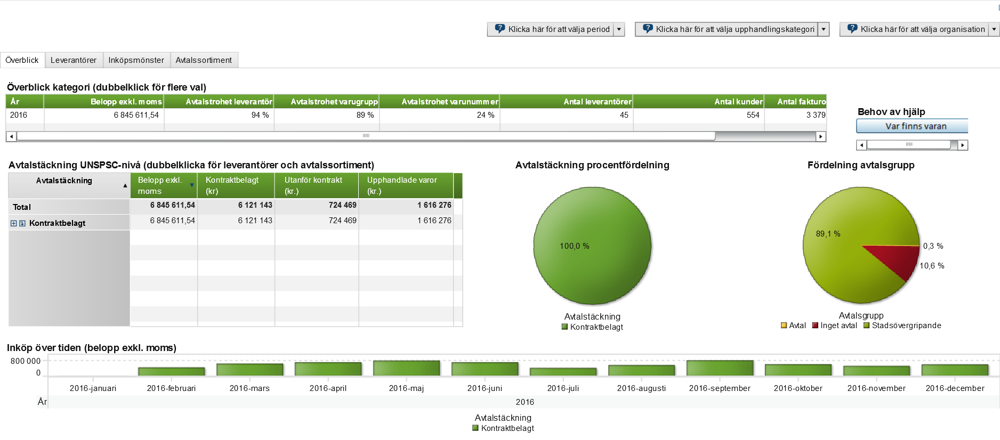 Klicka här för att välja period
Klicka här för att välja upphandlingskategori
Klicka här för att välja organisation
Överblick Leverantörer Inköpsmönster Avtalssortiment
Överblick kategori (dubbelklick för flere val)
År Belopp exkl. moms Avtalstrohet leverantör Avtalstrohet varugrupp Avtalstrohet varunummer Antal leverantörer Antal kunder Antal fakturo
2016 6 845 611,54 94 % 89 % 24 % 45 554 3 379
Behov av hjälp
Var finns varan
Avtalstäckning UNSPSC-nivå (dubbelklicka för leverantörer och avtalssortiment)
Avtalstäckning Belopp exkl. Kontraktbelagt Utanför kontrakt Upphandlade varor
moms (kr) (kr.) (kr.)
Total 6 845 611,54 6 121 143 724 469 1 616 276
Kontraktbelagt 6 845 611,54 6 121 143 724 469 1 616 276
Avtalstäckning procentfördelning
100,0 %
Avtalstäckning
Kontraktbelagt
Fördelning avtalsgrupp
89,1 %
0,3 %
10,6 %
Avtalsgrupp
Avtal Inget avtal Stadsövergripande
Inköp över tiden (belopp exkl. moms)
800 000
0
2016-januari 2016-februari 2016-mars 2016-april 2016-maj 2016-juni 2016-juli 2016-augusti 2016-september 2016-oktober 2016-november 2016-december
År 2016
Avtalstäckning
Kontraktbelagt